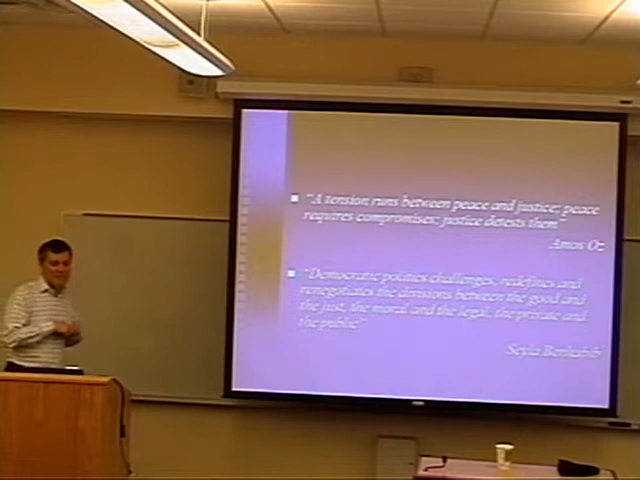 "A tension runs between peace and justice; peace
requires compromises; justice detests them"
Amos Oz
"Democratic politics challenges, redefines and
renegotiates the divisions between the good and
the just, the moral and the legal, the private and
the public"
Seyla Benhabib